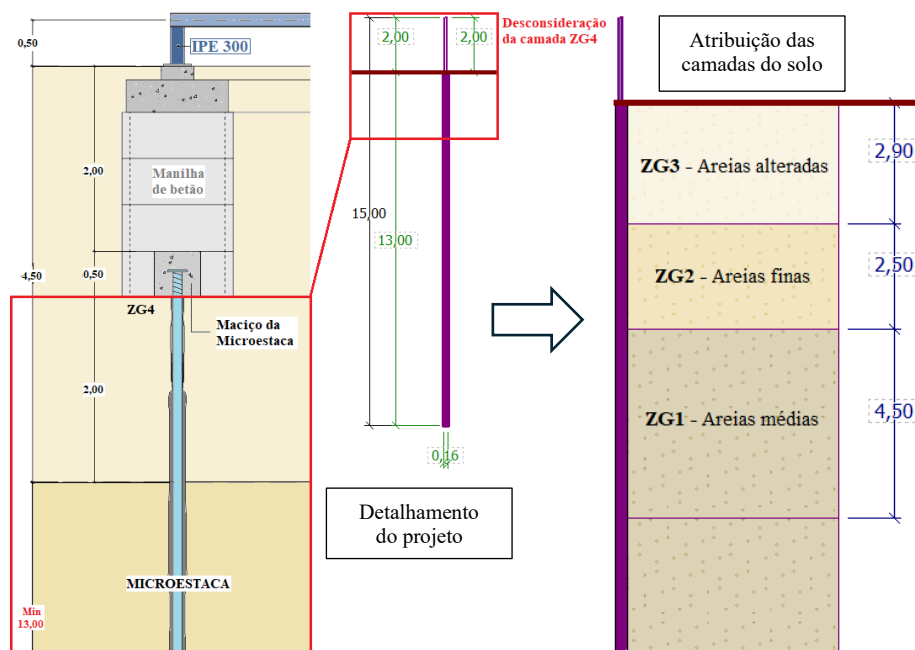 0,50
IPE 300
2,00
Manilha
de betão
4,50
0,50
ZG4
Maciço da
Microestaca
2,00
MICROESTACA
Min
13,00
Desconsideração
da camada ZG4
2,00
2,00
15,00
13,00
0,16
Detalhamento
do projeto
Atribuição das
camadas do solo
ZG3 - Areias alteradas
2,90
ZG2 - Areias finas
2,50
ZG1 - Areias médias
4,50